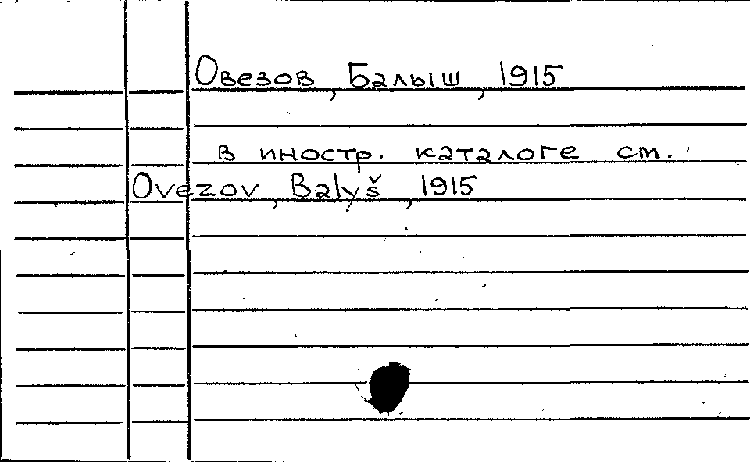 Овезов, Балыш, 1915
в иностр. каталоге см.
Ovezov, Balyš, 1915